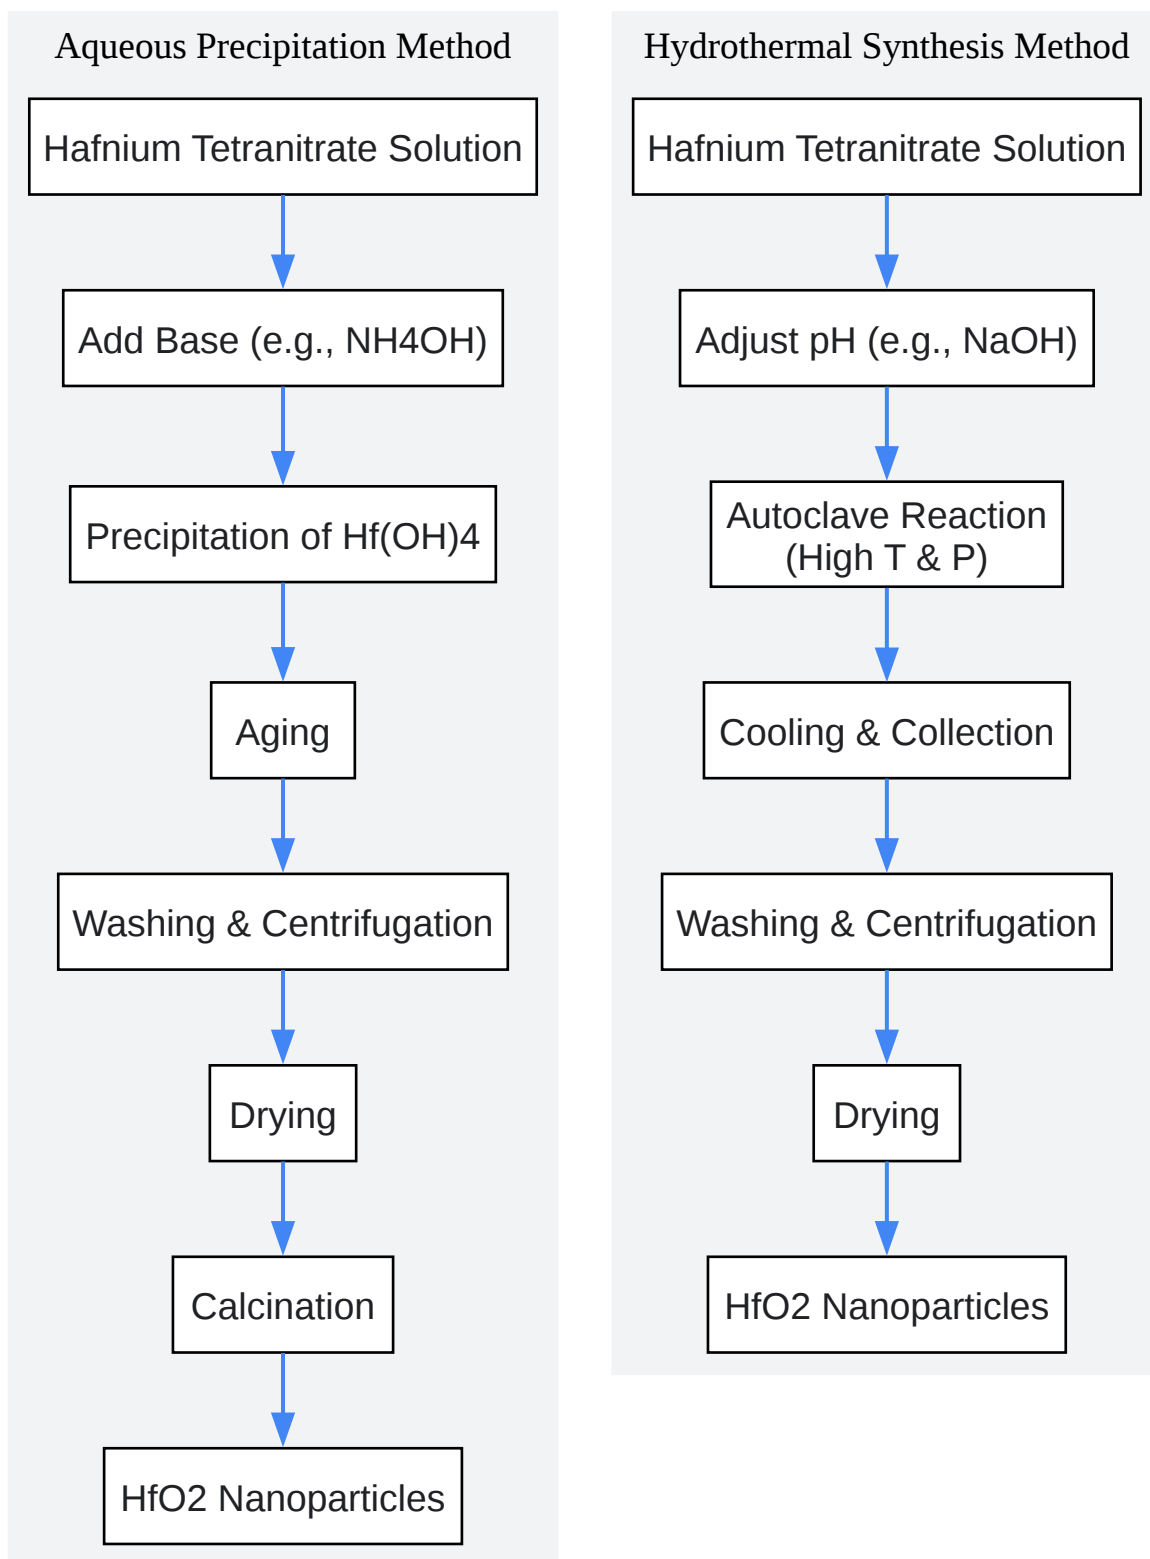 Aqueous Precipitation Method
Hafnium Tetranitrate Solution
Add Base (e.g., NH4OH)
Precipitation of Hf(OH)4
Aging
Washing & Centrifugation
Drying
Calcination
HfO2 Nanoparticles
Hydrothermal Synthesis Method
Hafnium Tetranitrate Solution
Adjust pH (e.g., NaOH)
Autoclave Reaction
(High T & P)
Cooling & Collection
Washing & Centrifugation
Drying
HfO2 Nanoparticles